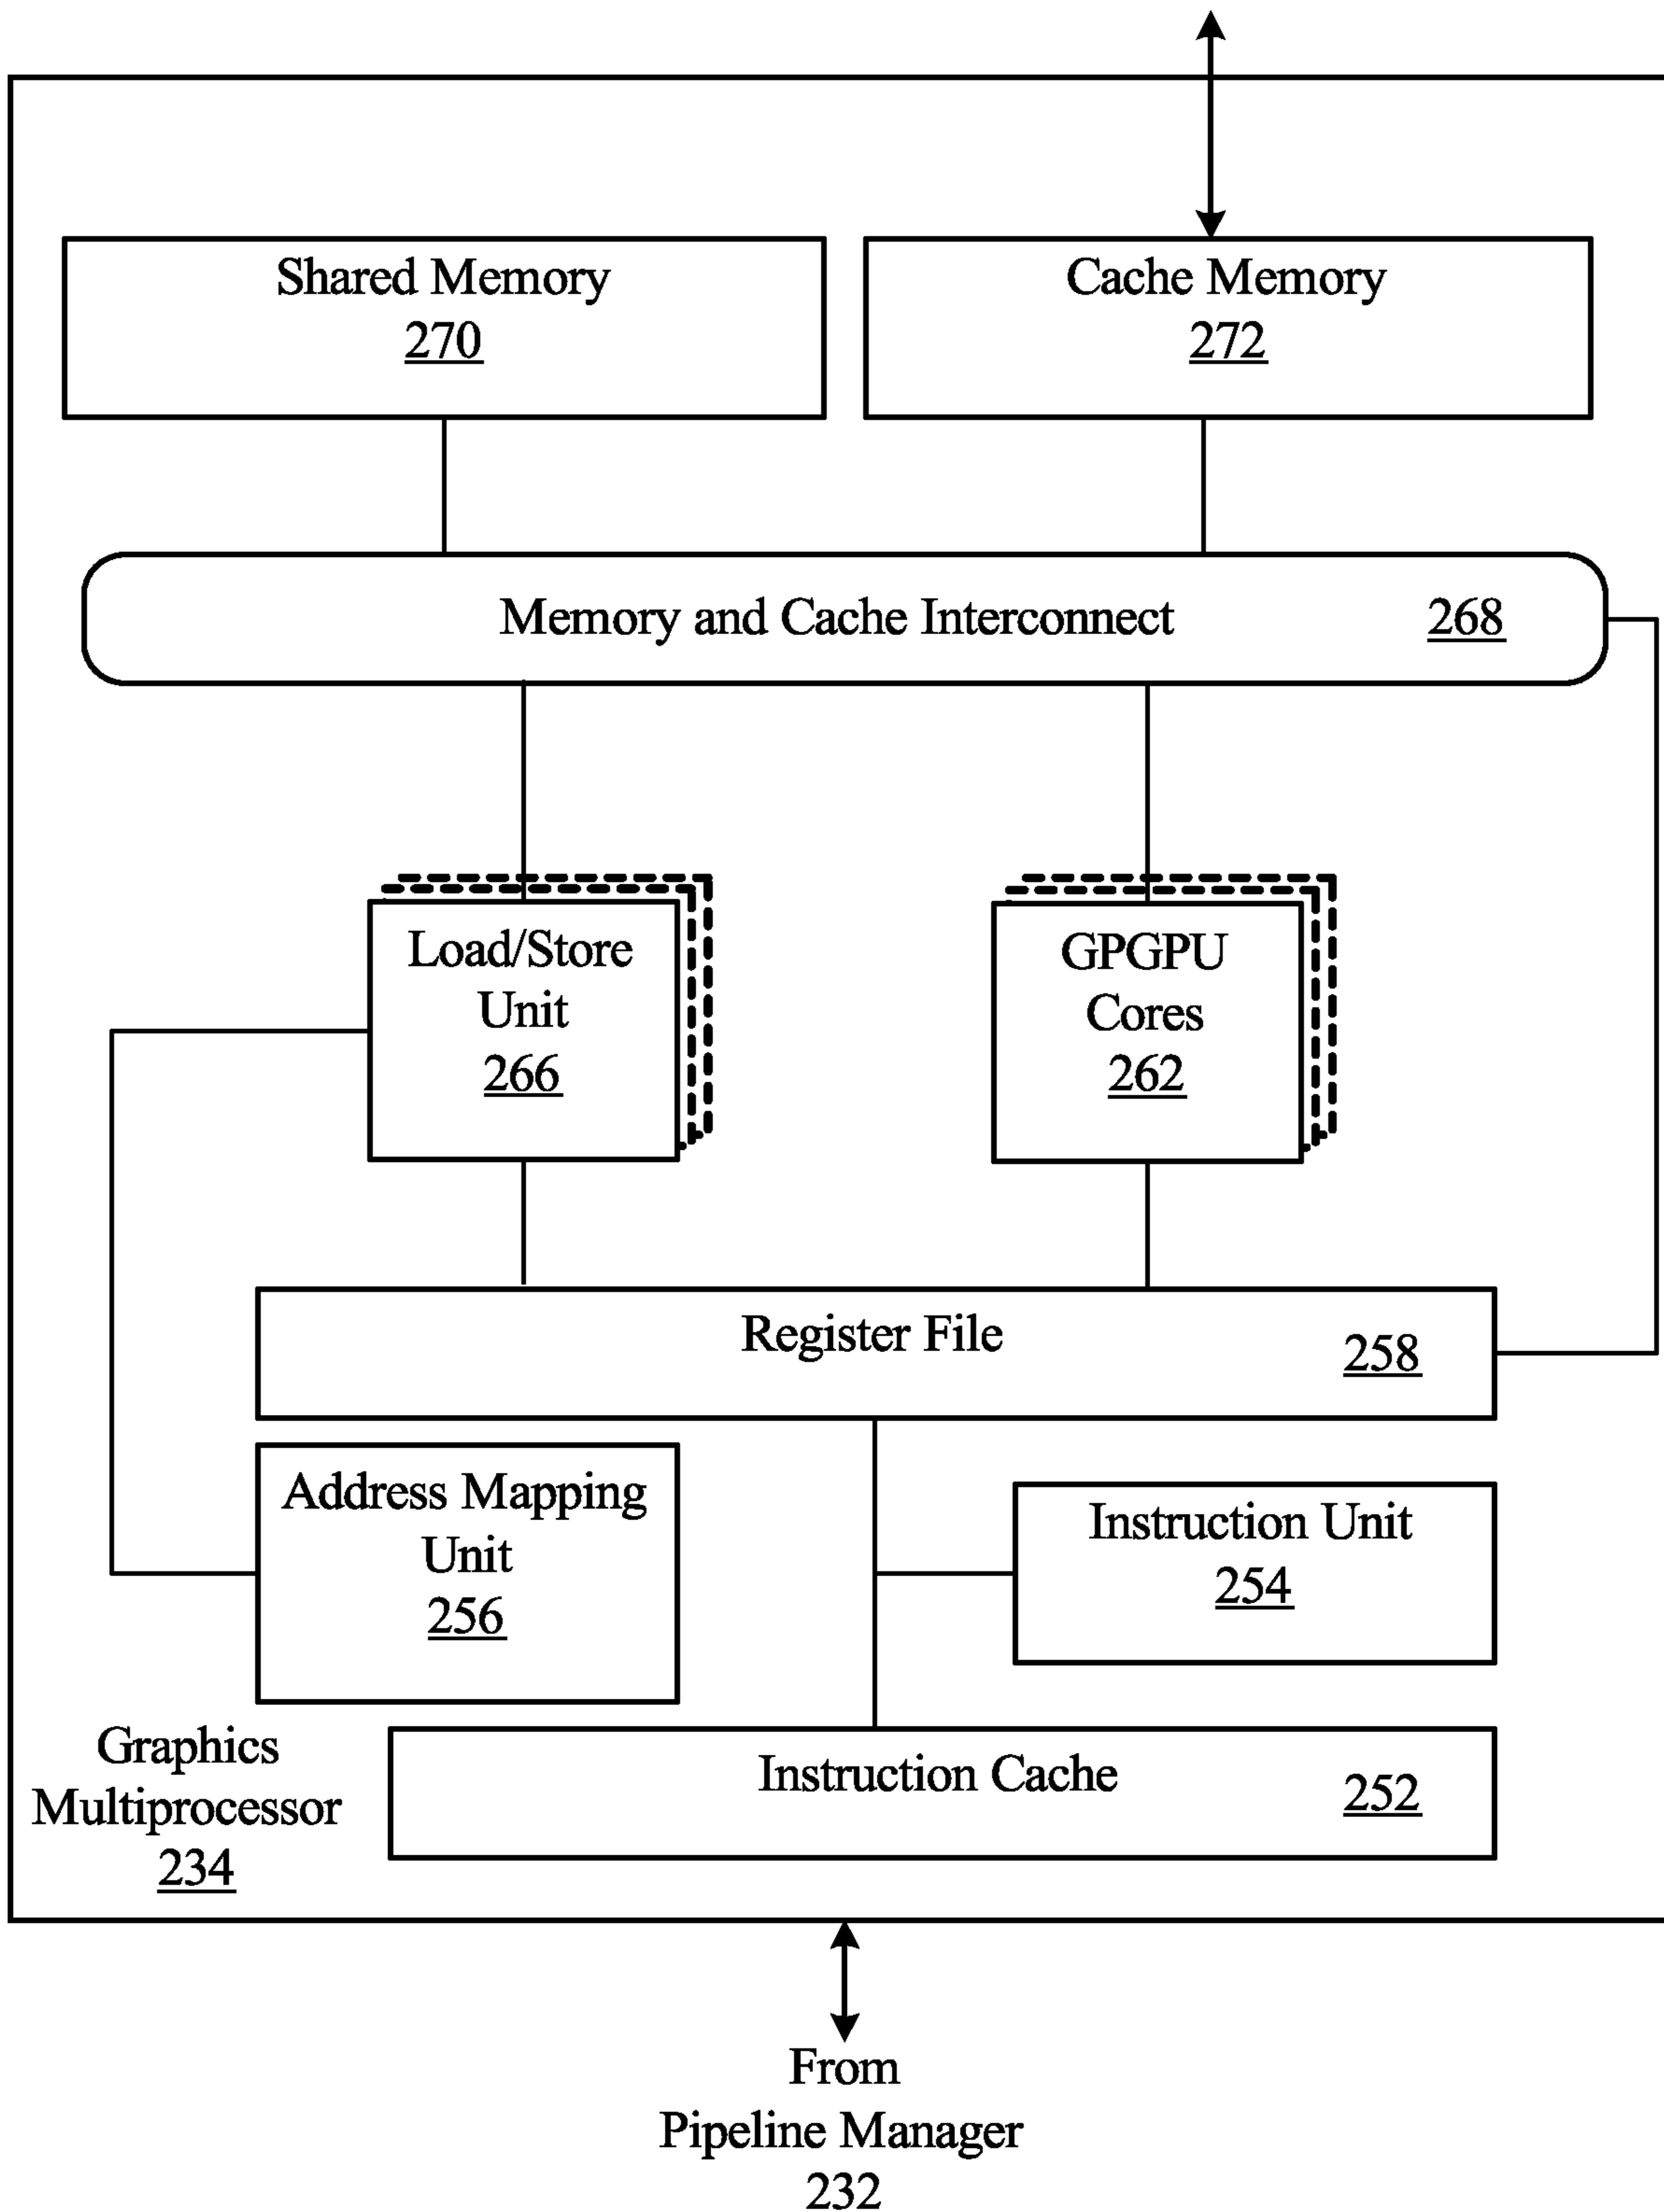 Shared Memory
270
Cache Memory
272
Memory and Cache Interconnect 268
Load/Store
Unit
266
GPGPU
Cores
262
Register File 258
Address Mapping
Unit
256
Instruction Unit
254
Graphics
Multiprocessor
234
Instruction Cache 252
From
Pipeline Manager
232